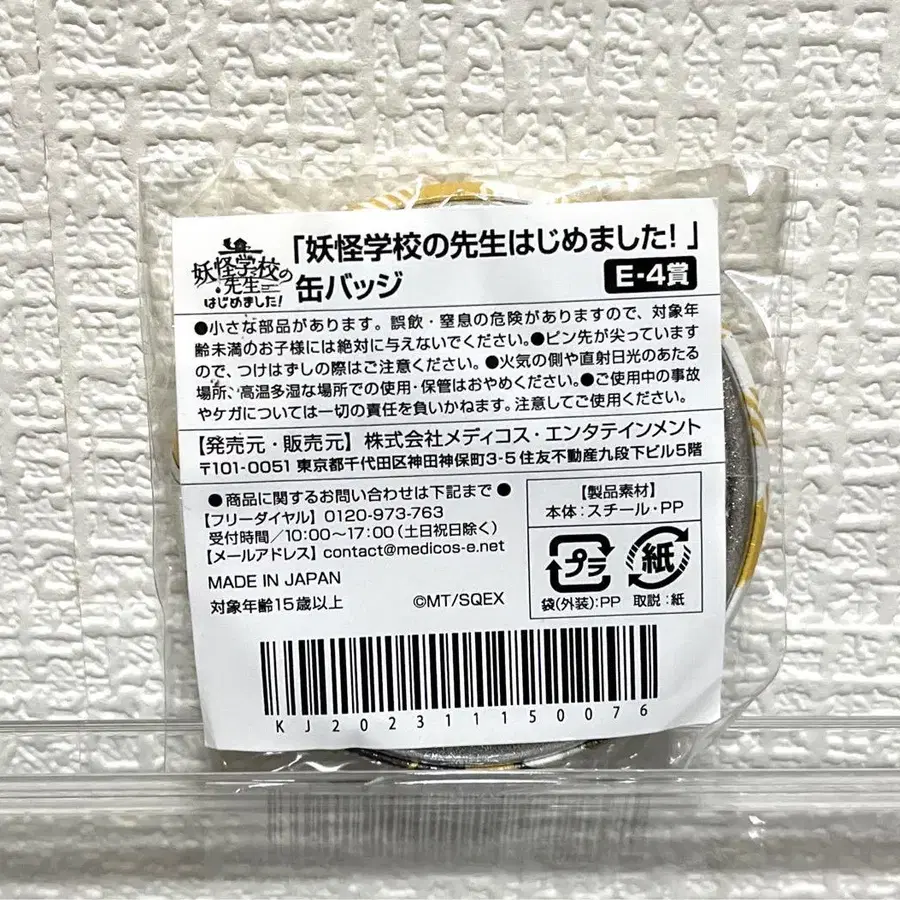 妖怪学校の
先生
はじめました!
「妖怪学校の先生はじめました!」
缶バッジ
E-4賞
●小さな部品があります。誤飲・窒息の危険がありますので、対象年
齢未満のお子様には絶対に与えないでください。●ピン先が尖っています
ので、つけはずしの際はご注意ください。●火気の側や直射日光のあたる
場所、高温多湿な場所での使用・保管はおやめください。●ご使用中の事故
やケガについては一切の責任を負いかねます。注意してご使用ください。
【発売元・販売元】株式会社メディコス・エンタテインメント
〒101-0051 東京都千代田区神田神保町3-5 住友不動産九段下ビル5階
●商品に関するお問い合わせは下記まで●
【フリーダイヤル】0120-973-763
受付時間/10:00〜17:00(土日祝日除く)
【メールアドレス】contact@medicos-e.net
MADE IN JAPAN
対象年齢15歳以上
©MT/SQEX
【製品素材】
本体:スチール・PP
プラ
紙
袋(外装):PP
取説:紙
KJ202311150076